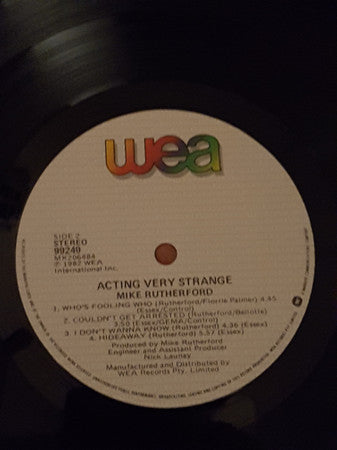 wea
SIDE 2
STEREO
99249
MX206484
℗ 1982 WEA
International Inc.
ACTING VERY STRANGE
MIKE RUTHERFORD
1. WHO'S FOOLING WHO (Rutherford/Florrie Palmer) 4.45
(Essex/Control)
2. COULDN'T GET ARRESTED (Rutherford/Bellotte)
3.50 (Essex/GEMA/Control)
3. I DON'T WANNA KNOW (Rutherford) 4.36 (Essex)
4. HIDEAWAY (Rutherford) 5.57 (Essex)
Produced by Mike Rutherford
Engineer and Assistant Producer
Nick Launay
Manufactured and Distributed by
WEA Records Pty. Limited